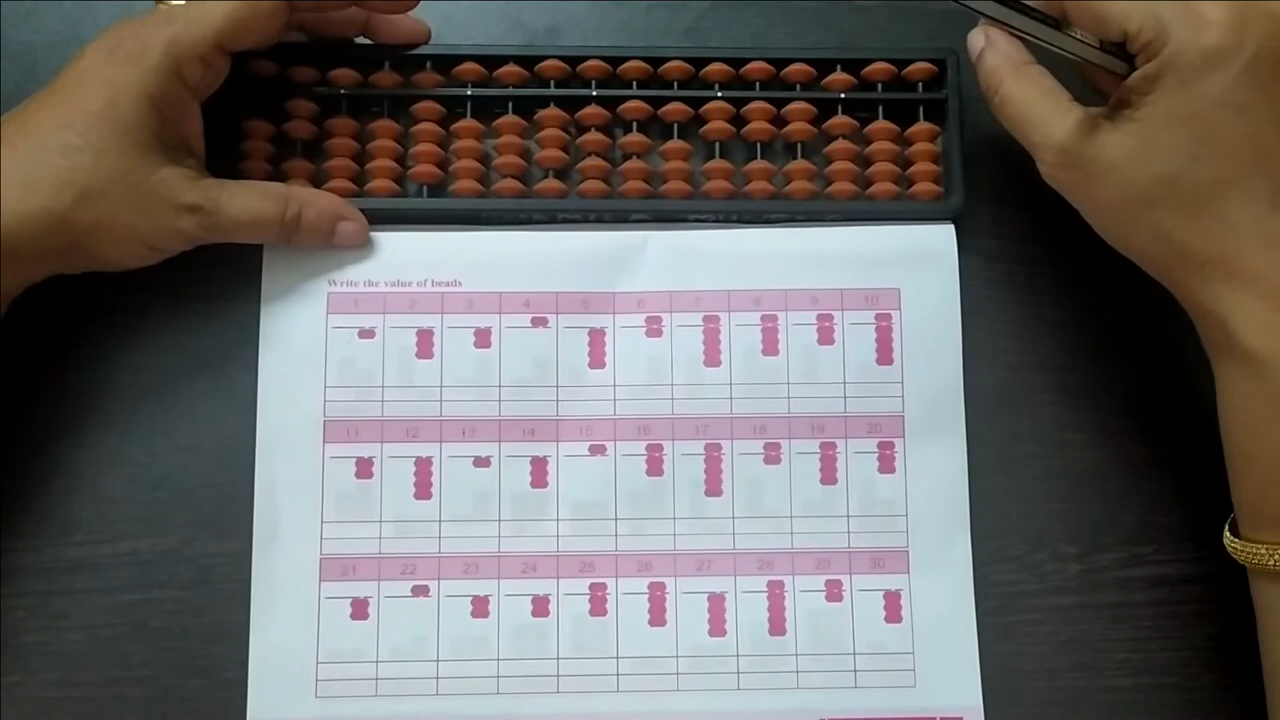 Write the value of beads
1 2 3 4 5 6 7 8 9 10
11 12 13 14 15 16 17 18 19 20
21 22 23 24 25 26 27 28 29 30